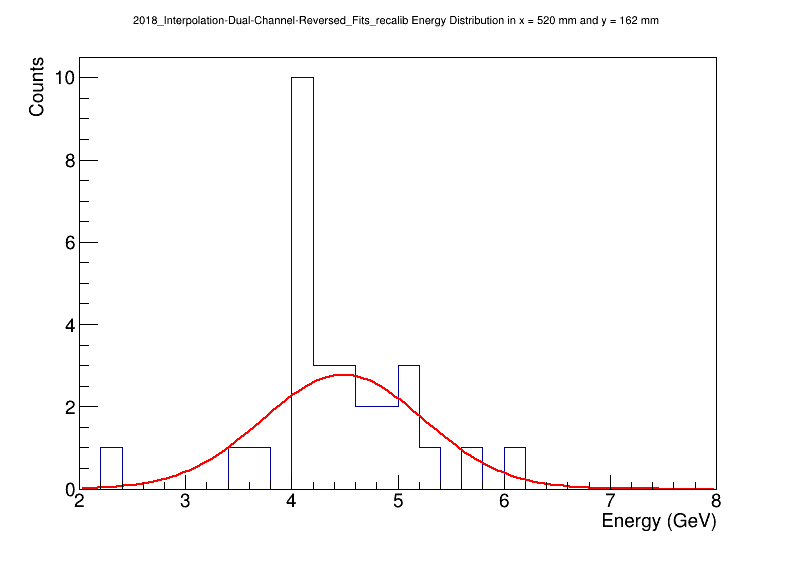 2018_Interpolation-Dual-Channel-Reversed_Fits_recalib Energy Distribution in x = 520 mm and y = 162 mm
Counts
10
8
6
4
2
0
2 3 4 5 6 7 8
Energy (GeV)